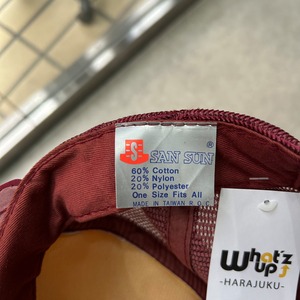 S
SAN SUN ®
60% Cotton
20% Nylon
20% Polyester
One Size Fits All
MADE IN TAIWAN R.O.C
What'z
UP
-HARAJUKU-